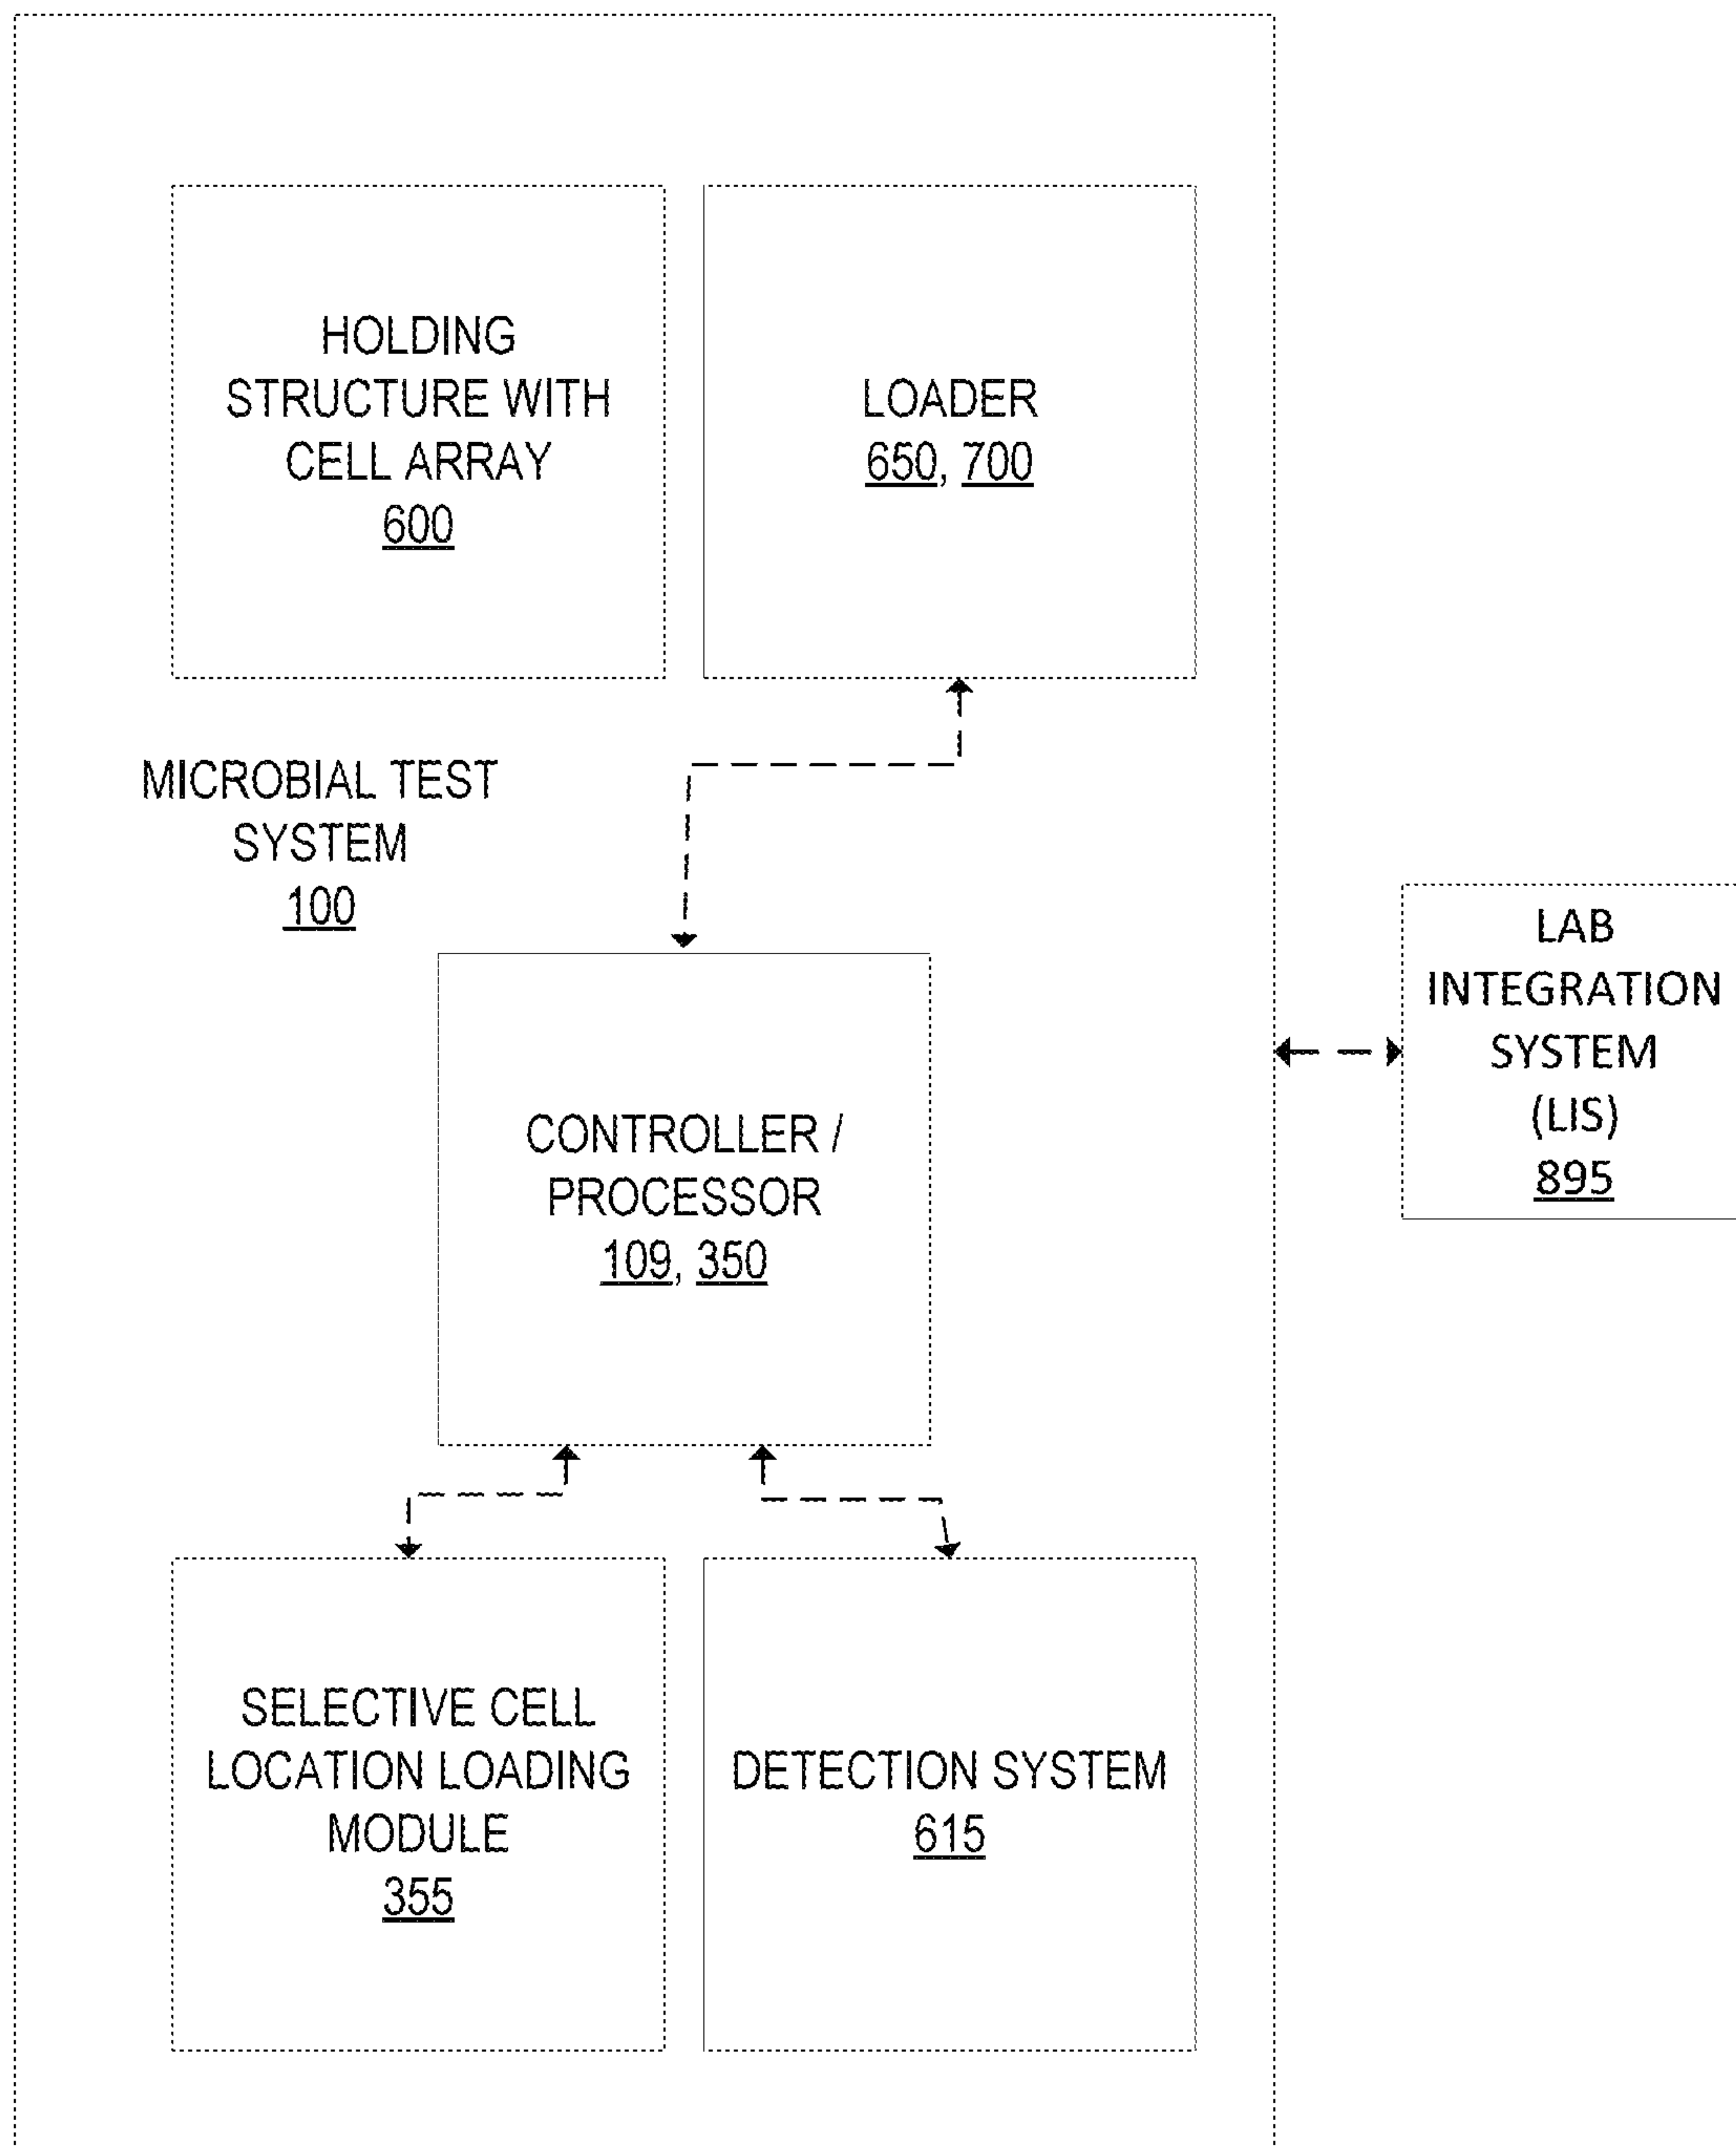 HOLDING
STRUCTURE WITH
CELL ARRAY
600
LOADER
650, 700
MICROBIAL TEST
SYSTEM
100
LAB
INTEGRATION
SYSTEM
(LIS)
895
CONTROLLER /
PROCESSOR
109, 350
SELECTIVE CELL
LOCATION LOADING
MODULE
355
DETECTION SYSTEM
615